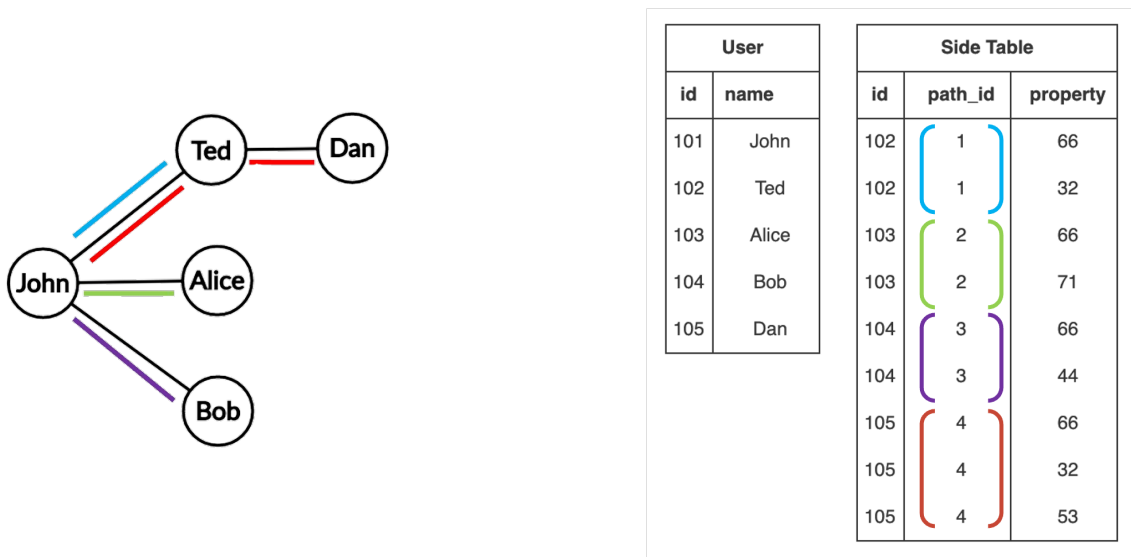 Ted
Dan
John
Alice
Bob
User
id name
101 John
102 Ted
103 Alice
104 Bob
105 Dan
Side Table
id path_id property
102 1 66
102 1 32
103 2 66
103 2 71
104 3 66
104 3 44
105 4 66
105 4 32
105 4 53